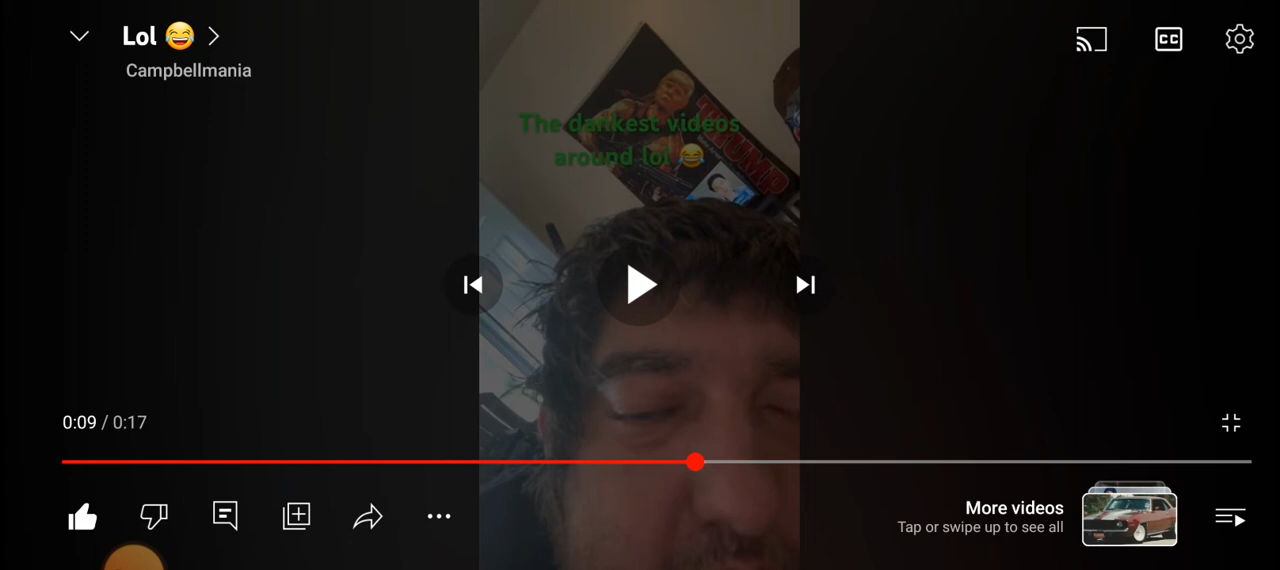 Lol 😂
Campbellmania
CC
The dankest videos
around lol 😂
TRUMP
0:09 / 0:17
More videos
Tap or swipe up to see all